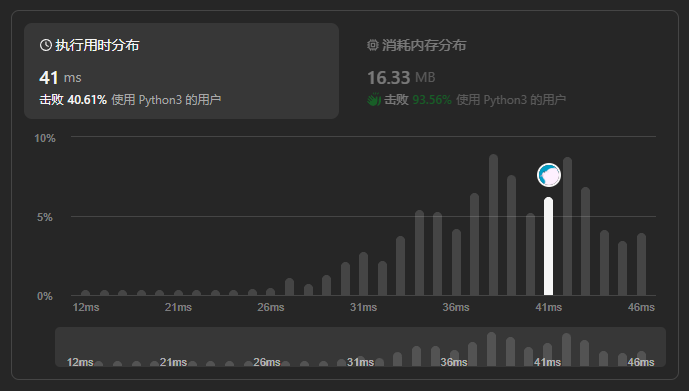 执行用时分布
41 ms
击败 40.61% 使用 Python3 的用户
消耗内存分布
16.33 MB
击败 93.56% 使用 Python3 的用户
10%
5%
0%
12ms 21ms 26ms 31ms 36ms 41ms 46ms
12ms 21ms 26ms 31ms 36ms 41ms 46ms